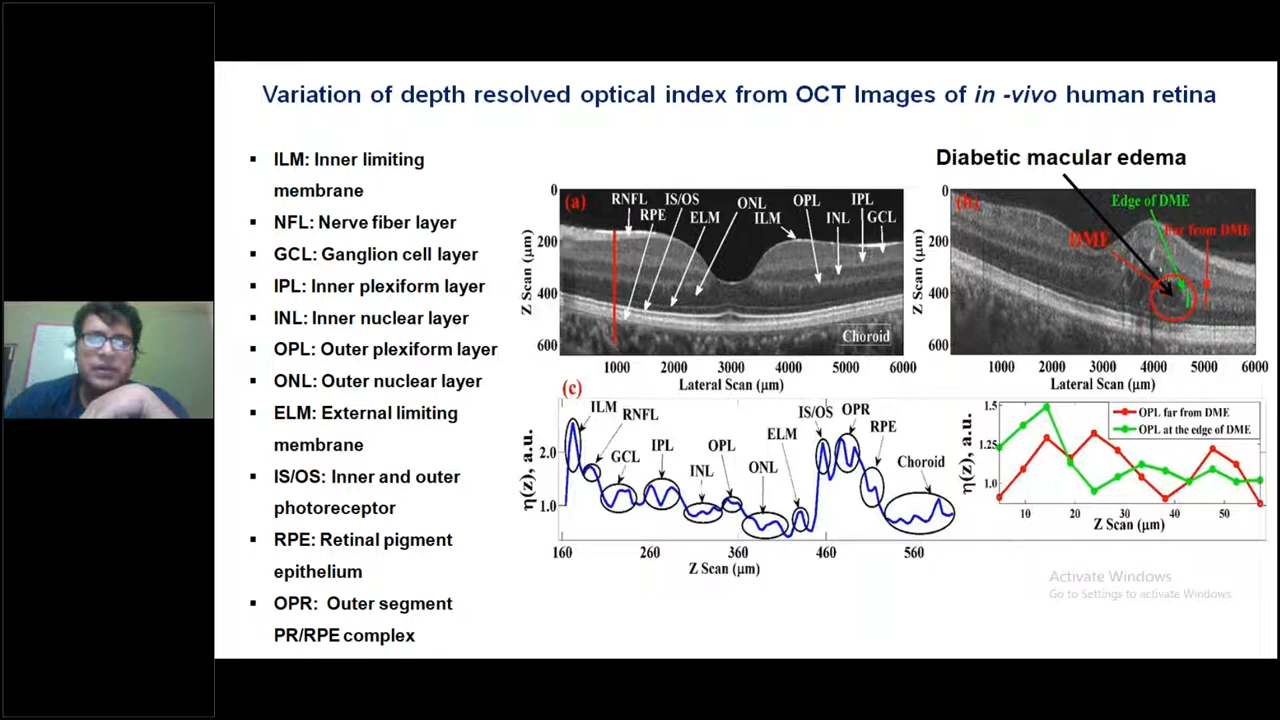 Variation of depth resolved optical index from OCT Images of in -vivo human retina
▪ ILM: Inner limiting
membrane
▪ NFL: Nerve fiber layer
▪ GCL: Ganglion cell layer
▪ IPL: Inner plexiform layer
▪ INL: Inner nuclear layer
▪ OPL: Outer plexiform layer
▪ ONL: Outer nuclear layer
▪ ELM: External limiting
membrane
▪ IS/OS: Inner and outer
photoreceptor
▪ RPE: Retinal pigment
epithelium
▪ OPR: Outer segment
PR/RPE complex
Diabetic macular edema
(a)
RNFL IS/OS
RPE ELM ONL ILM OPL IPL
INL GCL
Choroid
Z Scan (µm)
0
200
400
600
1000 2000 3000 4000 5000 6000
Lateral Scan (µm)
(b)
Edge of DME
DME
Far from DME
Z Scan (µm)
0
200
400
600
1000 2000 3000 4000 5000 6000
Lateral Scan (µm)
(c)
ILM
RNFL
GCL
IPL
INL
OPL
ONL
ELM
IS/OS
OPR
RPE
Choroid
η(z), a.u.
2.0
1.0
160 260 360 460 560
Z Scan (µm)
OPL far from DME
OPL at the edge of DME
η(z), a.u.
1.5
1.25
1
10 20 30 40 50
Z Scan (µm)
Activate Windows
Go to Settings to activate Windows.